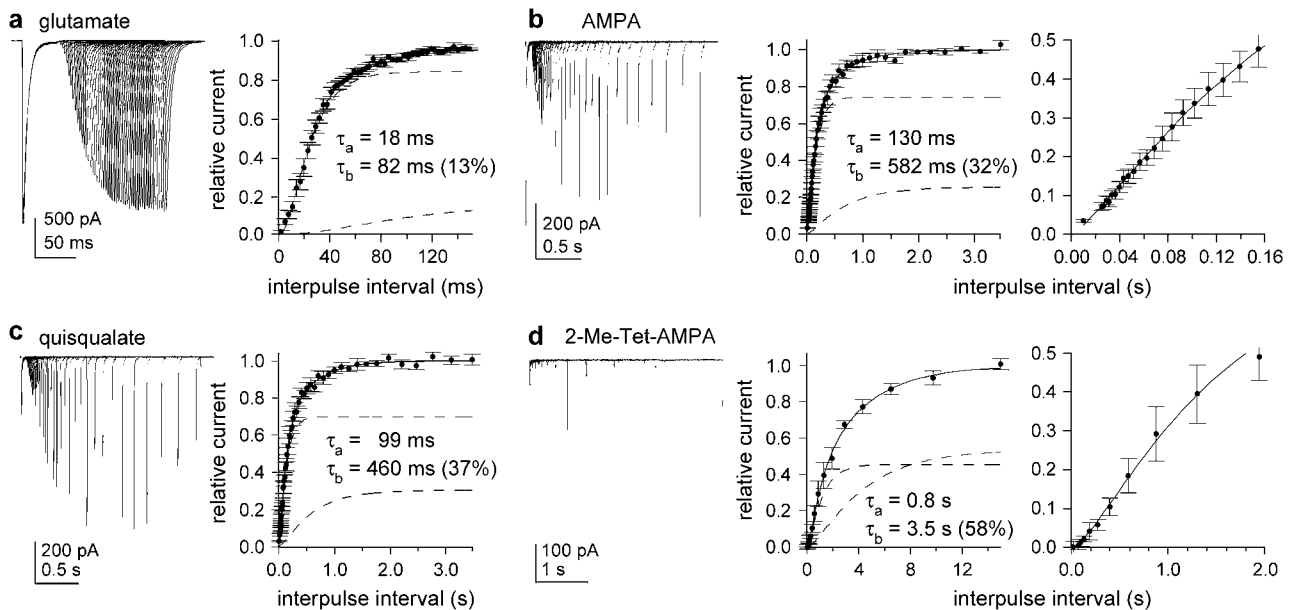 a glutamate
500 pA
50 ms
relative current
1.0
0.8
0.6
0.4
0.2
0.0
τa = 18 ms
τb = 82 ms (13%)
0 40 80 120
interpulse interval (ms)
b AMPA
200 pA
0.5 s
relative current
1.0
0.8
0.6
0.4
0.2
0.0
τa = 130 ms
τb = 582 ms (32%)
0.0 1.0 2.0 3.0
0.5
0.4
0.3
0.2
0.1
0.0
0.00 0.04 0.08 0.12 0.16
interpulse interval (s)
c quisqualate
200 pA
0.5 s
relative current
1.0
0.8
0.6
0.4
0.2
0.0
τa = 99 ms
τb = 460 ms (37%)
0.0 1.0 2.0 3.0
interpulse interval (s)
d 2-Me-Tet-AMPA
100 pA
1 s
relative current
1.0
0.8
0.6
0.4
0.2
0.0
τa = 0.8 s
τb = 3.5 s (58%)
0 4 8 12
0.5
0.4
0.3
0.2
0.1
0.0
0.0 1.0 2.0
interpulse interval (s)